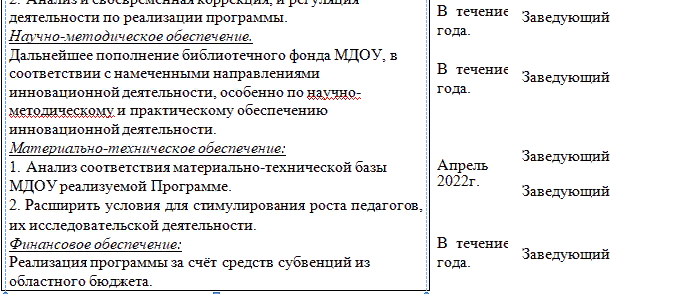 2. Анализ и своевременная коррекция, и регуляция
деятельности по реализации программы.
Научно-методическое обеспечение.
Дальнейшее пополнение библиотечного фонда МДОУ, в
соответствии с намеченными направлениями
инновационной деятельности, особенно по научно-
методическому и практическому обеспечению
инновационной деятельности.
Материально-техническое обеспечение:
1. Анализ соответствия материально-технической базы
МДОУ реализуемой Программе.
2. Расширить условия для стимулирования роста педагогов,
их исследовательской деятельности.
Финансовое обеспечение:
Реализация программы за счёт средств субвенций из
областного бюджета.
В течение
года.
В течение
года.
Апрель
2022г.
В течение
года.
Заведующий
Заведующий
Заведующий
Заведующий
Заведующий